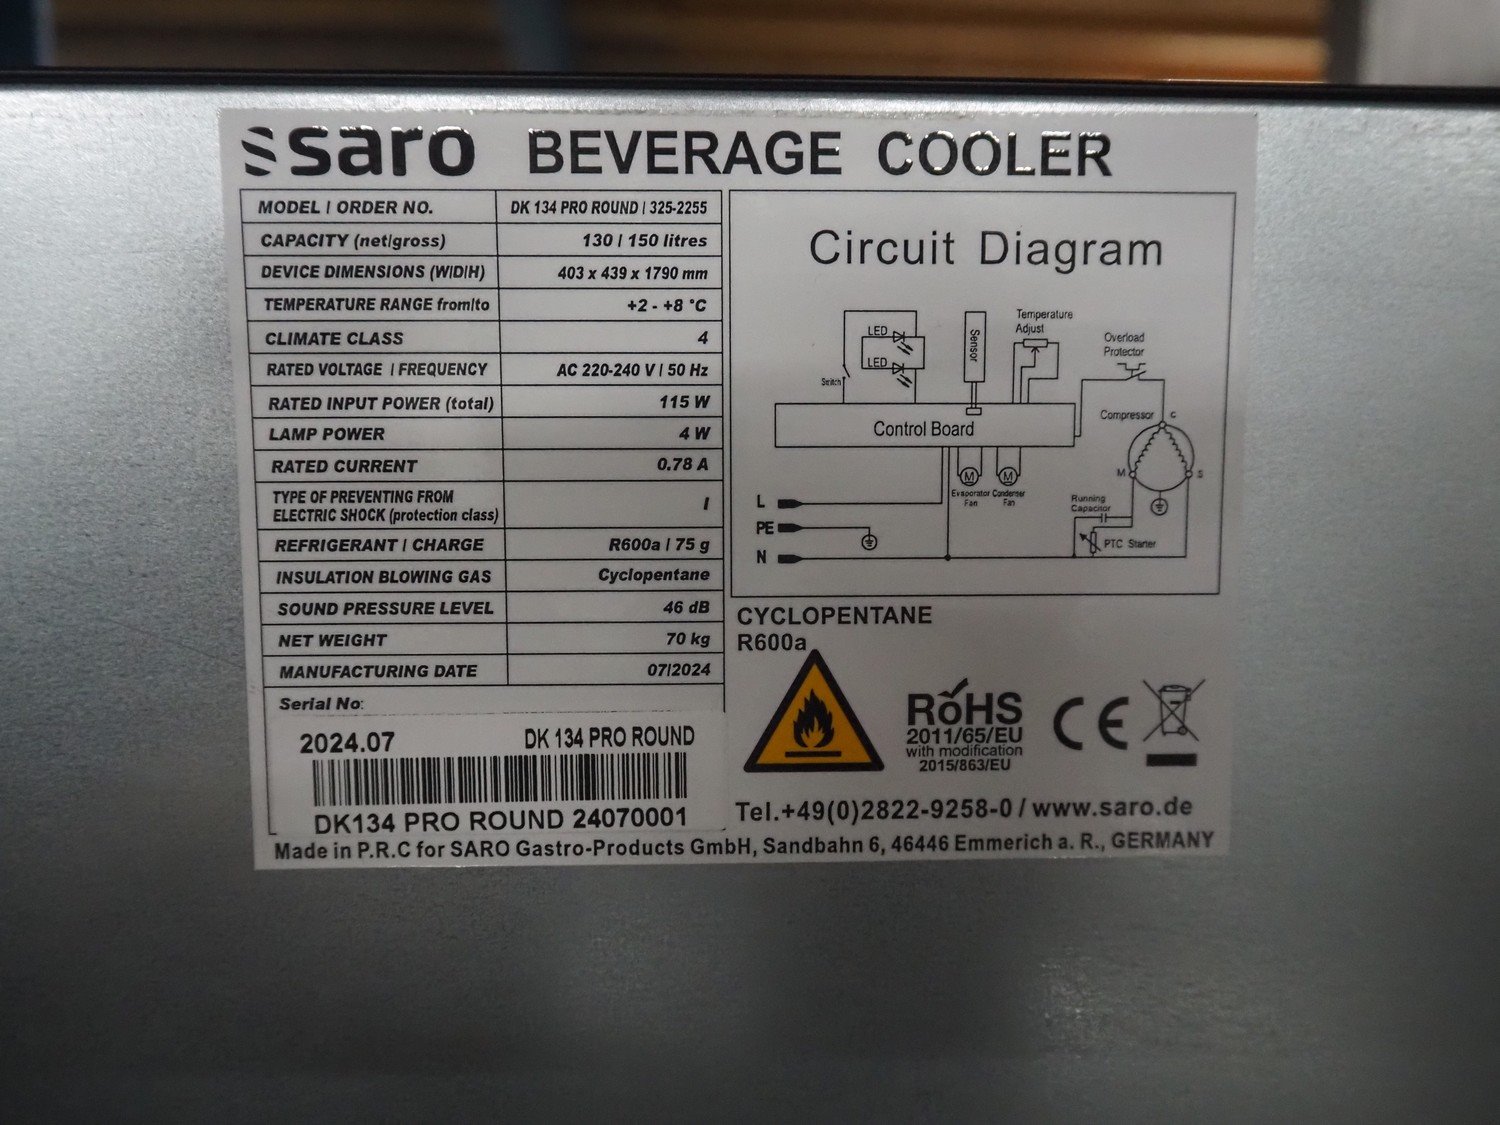 saro BEVERAGE COOLER
MODEL / ORDER NO. DK 134 PRO ROUND / 325-2255
CAPACITY (net/gross) 130 / 150 litres
DEVICE DIMENSIONS (W/D/H) 403 x 439 x 1790 mm
TEMPERATURE RANGE from/to +2 - +8 °C
CLIMATE CLASS 4
RATED VOLTAGE / FREQUENCY AC 220-240 V / 50 Hz
RATED INPUT POWER (total) 115 W
LAMP POWER 4 W
RATED CURRENT 0.78 A
TYPE OF PREVENTING FROM
ELECTRIC SHOCK (protection class) I
REFRIGERANT / CHARGE R600a / 75 g
INSULATION BLOWING GAS Cyclopentane
SOUND PRESSURE LEVEL 46 dB
NET WEIGHT 70 kg
MANUFACTURING DATE 07/2024
Serial No:
2024.07 DK 134 PRO ROUND
DK134 PRO ROUND 24070001
Circuit Diagram
LED
LED
Switch
Sensor
Temperature
Adjust
Overload
Protector
Control Board
Compressor C
M S
M M
Evaporator Condenser
Fan Fan
Running
Capacitor
PTC Starter
L
PE
N
CYCLOPENTANE
R600a
RoHS
2011/65/EU
with modification
2015/863/EU
CE
Tel.+49(0)2822-9258-0 / www.saro.de
Made in P.R.C for SARO Gastro-Products GmbH, Sandbahn 6, 46446 Emmerich a. R., GERMANY